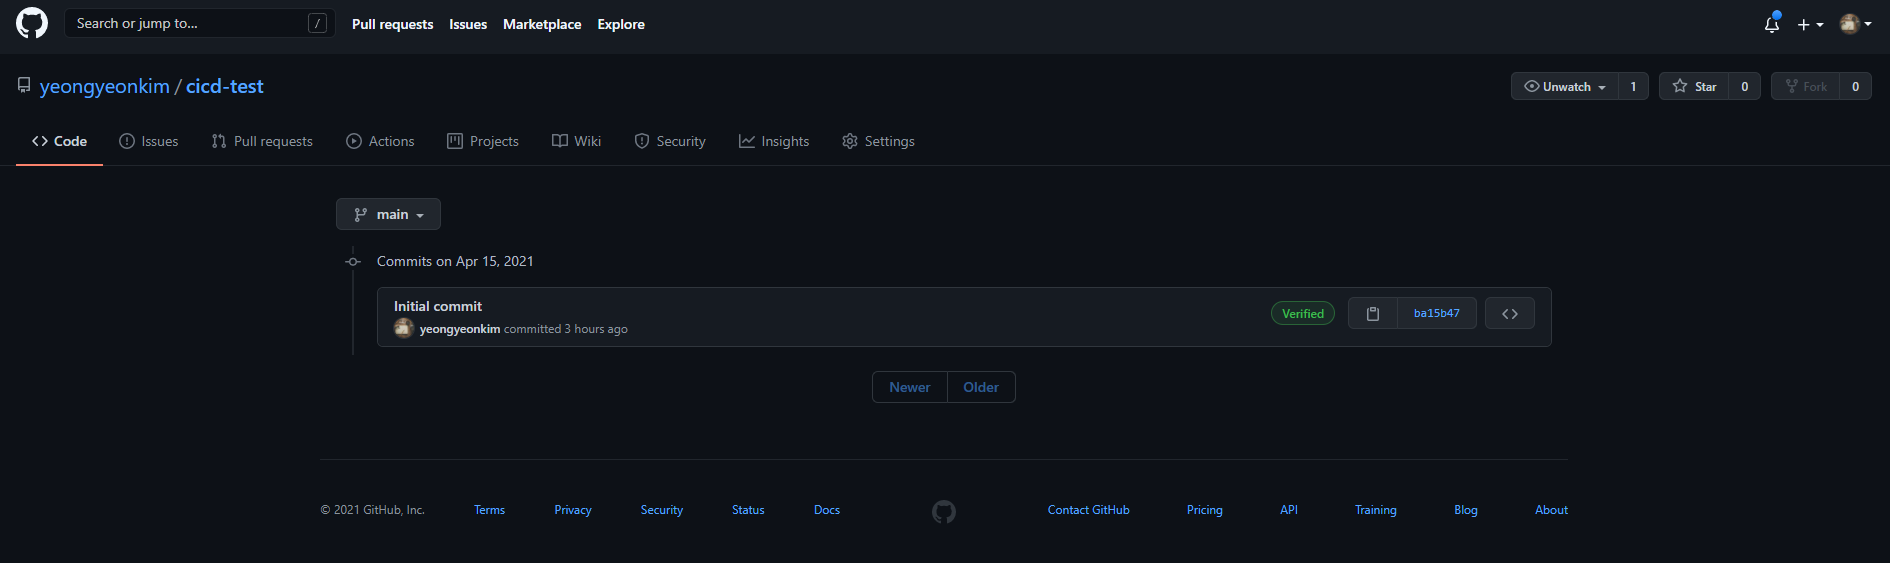 Search or jump to... /
Pull requests Issues Marketplace Explore
yeongyeonkim / cicd-test
Unwatch 1 Star 0 Fork 0
Code Issues Pull requests Actions Projects Wiki Security Insights Settings
main
Commits on Apr 15, 2021
Initial commit
yeongyeonkim committed 3 hours ago
Verified ba15b47
Newer Older
© 2021 GitHub, Inc. Terms Privacy Security Status Docs Contact GitHub Pricing API Training Blog About